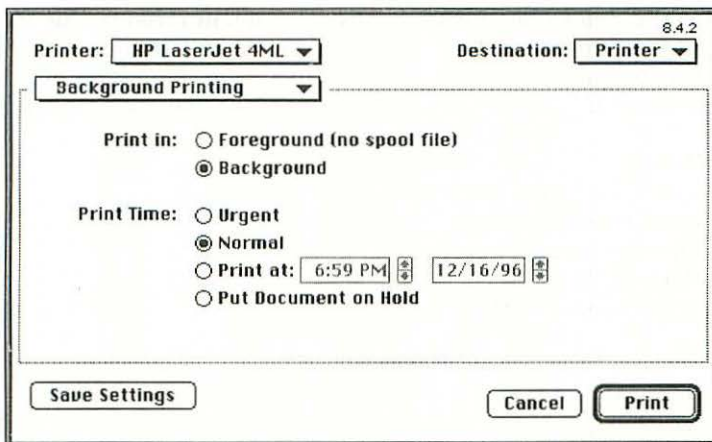 8.4.2
Printer: HP LaserJet 4ML Destination: Printer
Background Printing
Print in: Foreground (no spool file)
Background
Print Time: Urgent
Normal
Print at: 6:59 PM 12/16/96
Put Document on Hold
Save Settings Cancel Print